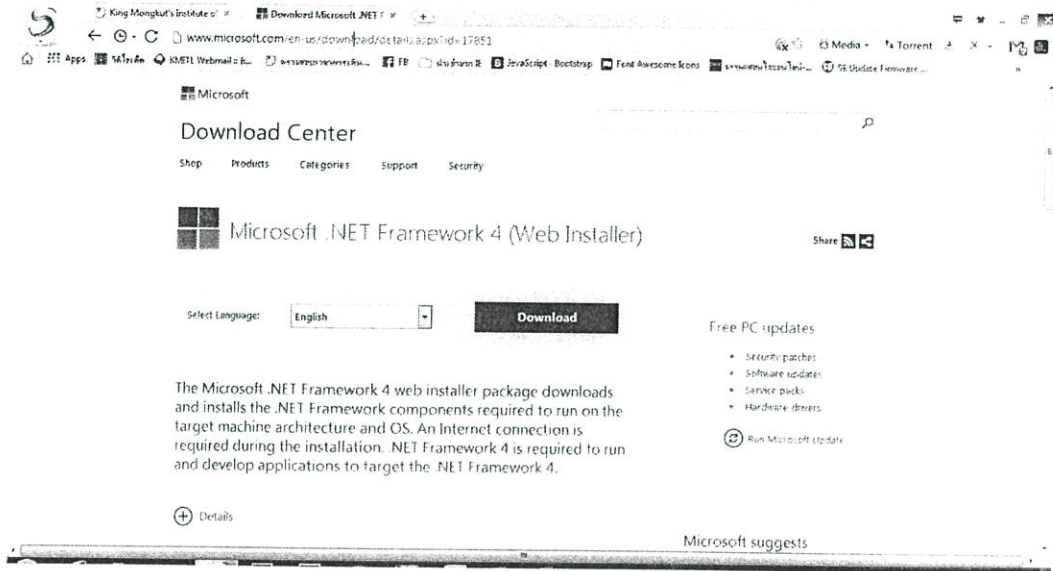 King Mongkut's institute of
Download Microsoft .NET F
www.microsoft.com/en-us/download/details.aspx?id=17851
Media
Torrent
Apps
KMITL Webmail
FB
JavaScript · Bootstrap
Font Awesome Icons
Update Firmware ...
Microsoft
Download Center
Shop Products Categories Support Security
Microsoft .NET Framework 4 (Web Installer)
Share
Select Language:
English
Download
Free PC updates
Security patches
Software updates
Service packs
Hardware drivers
Run Microsoft Update
The Microsoft .NET Framework 4 web installer package downloads
and installs the .NET Framework components required to run on the
target machine architecture and OS. An Internet connection is
required during the installation. .NET Framework 4 is required to run
and develop applications to target the .NET Framework 4.
Details
Microsoft suggests